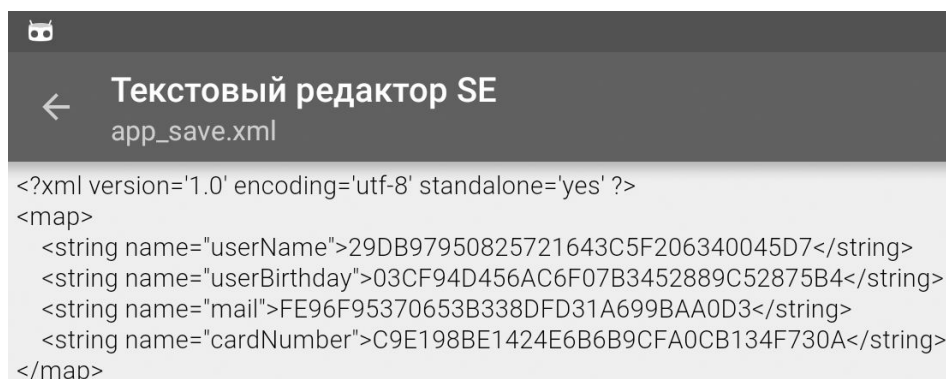 Текстовый редактор SE
app_save.xml
<?xml version='1.0' encoding='utf-8' standalone='yes' ?>
<map>
<string name="userName">29DB97950825721643C5F206340045D7</string>
<string name="userBirthday">03CF94D456AC6F07B3452889C52875B4</string>
<string name="mail">FE96F95370653B338DFD31A699BAA0D3</string>
<string name="cardNumber">C9E198BE1424E6B6B9CFA0CB134F730A</string>
</map>